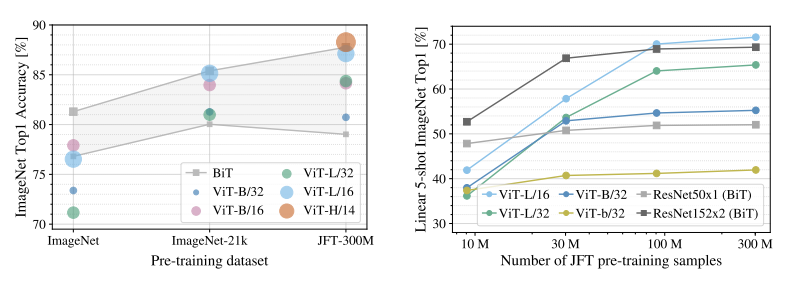 90
85
80
75
70
ImageNet Top1 Accuracy [%]
BiT
ViT-B/32
ViT-B/16
ViT-L/32
ViT-L/16
ViT-H/14
ImageNet
ImageNet-21k
JFT-300M
Pre-training dataset
70
60
50
40
30
Linear 5-shot ImageNet Top1 [%]
ViT-L/16
ViT-L/32
ViT-B/32
ViT-b/32
ResNet50x1 (BiT)
ResNet152x2 (BiT)
10 M
30 M
100 M
300 M
Number of JFT pre-training samples